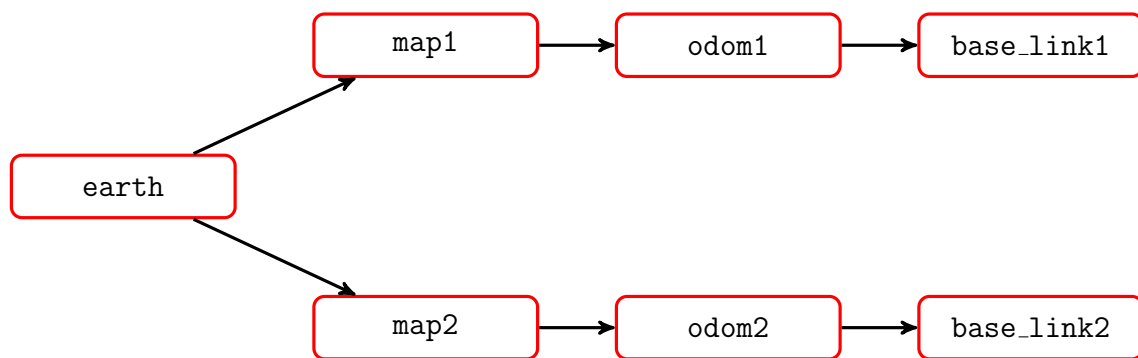 map1
odom1
base_link1
earth
map2
odom2
base_link2